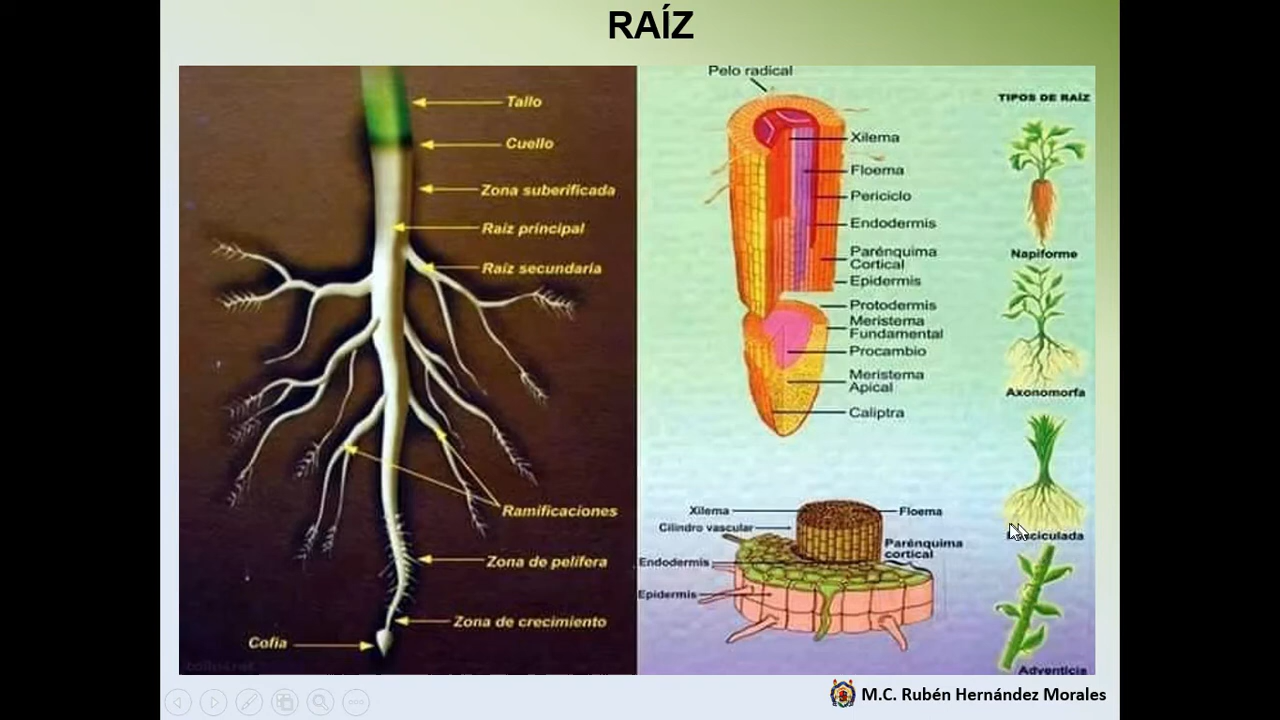 RAÍZ
Tallo
Cuello
Zona suberificada
Raíz principal
Raíz secundaria
Ramificaciones
Zona de pelífera
Zona de crecimiento
Cofia
Pelo radical
Xilema
Floema
Periciclo
Endodermis
Parénquima
Cortical
Epidermis
Protodermis
Meristema
Fundamental
Procambio
Meristema
Apical
Caliptra
Xilema
Floema
Cilindro vascular
Parénquima
cortical
Endodermis
Epidermis
TIPOS DE RAÍZ
Napiforme
Axonomorfa
Adventicia
M.C. Rubén Hernández Morales